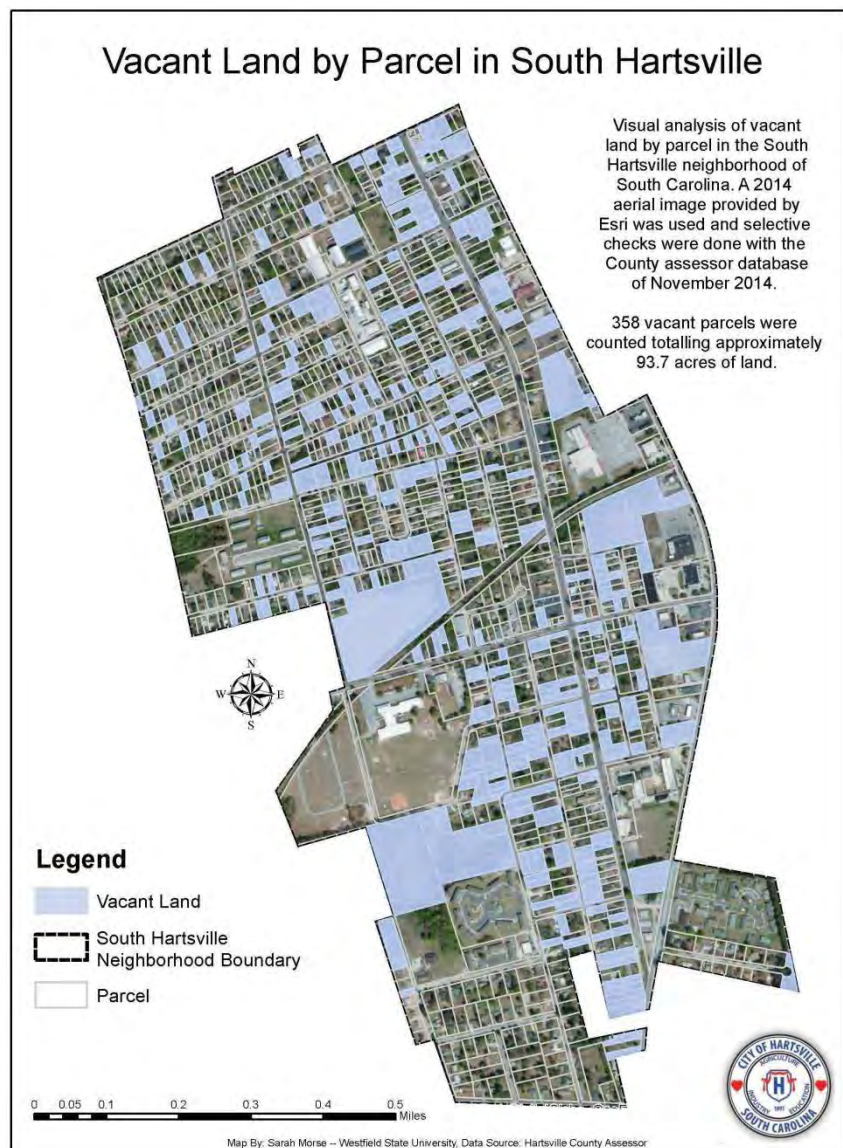 Vacant Land by Parcel in South Hartsville
Visual analysis of vacant
land by parcel in the South
Hartsville neighborhood of
South Carolina. A 2014
aerial image provided by
Esri was used and selective
checks were done with the
County assessor database
of November 2014.
358 vacant parcels were
counted totalling approximately
93.7 acres of land.
N
W E
S
Legend
Vacant Land
South Hartsville
Neighborhood Boundary
Parcel
0 0.05 0.1 0.2 0.3 0.4 0.5
Miles
CITY OF HARTSVILLE
AGRICULTURE
INDUSTRY
H
EDUCATION
SOUTH CAROLINA
Map By: Sarah Morse -- Westfield State University, Data Source: Hartsville County Assessor